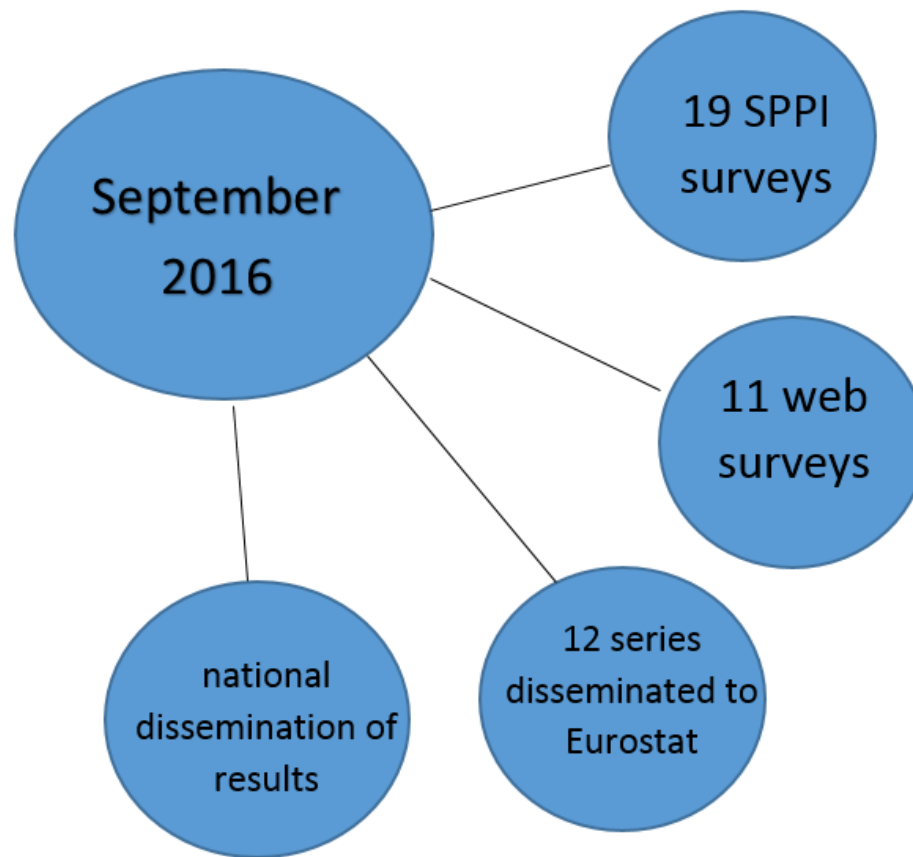 September
2016
19 SPPI
surveys
11 web
surveys
12 series
disseminated to
Eurostat
national
dissemination of
results